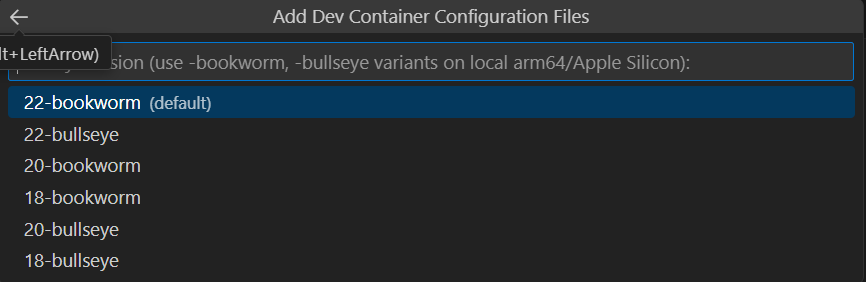 Add Dev Container Configuration Files
lt+LeftArrow)
sion (use -bookworm, -bullseye variants on local arm64/Apple Silicon):
22-bookworm (default)
22-bullseye
20-bookworm
18-bookworm
20-bullseye
18-bullseye